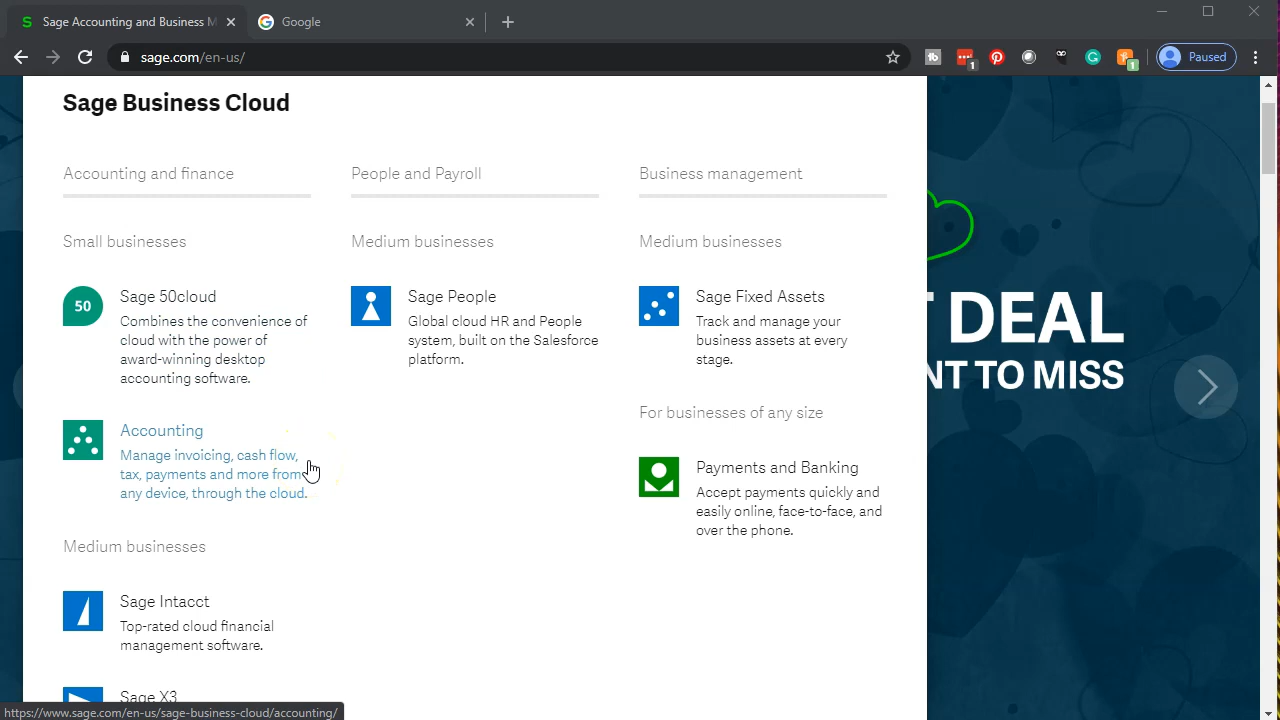 Sage Accounting and Business M
Google
sage.com/en-us/
1
1
Paused
Sage Business Cloud
Accounting and finance
Small businesses
50
Sage 50cloud
Combines the convenience of
cloud with the power of
award-winning desktop
accounting software.
Accounting
Manage invoicing, cash flow,
tax, payments and more from
any device, through the cloud.
Medium businesses
Sage Intacct
Top-rated cloud financial
management software.
Sage X3
People and Payroll
Medium businesses
Sage People
Global cloud HR and People
system, built on the Salesforce
platform.
Business management
Medium businesses
Sage Fixed Assets
Track and manage your
business assets at every
stage.
For businesses of any size
Payments and Banking
Accept payments quickly and
easily online, face-to-face, and
over the phone.
T DEAL
NT TO MISS
https://www.sage.com/en-us/sage-business-cloud/accounting/